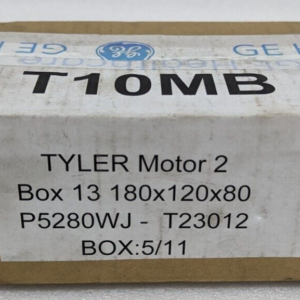 GE
GE
T10MB
TYLER Motor 2
Box 13 180x120x80
P5280WJ - T23012
BOX:5/11